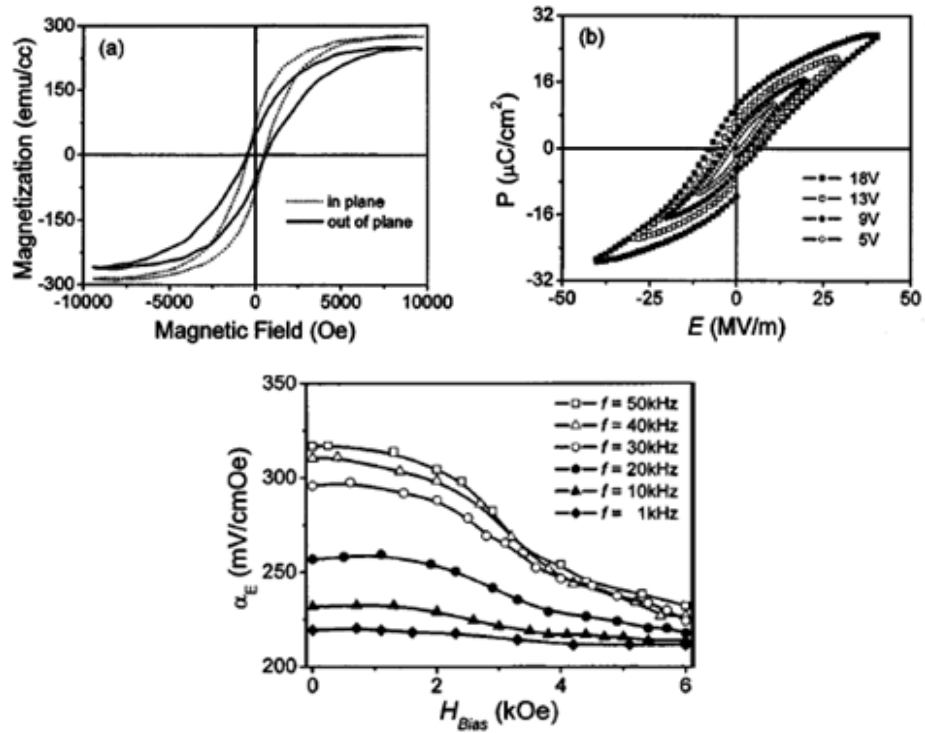 (a)
300
150
0
-150
-300
Magnetization (emu/cc)
in plane
out of plane
-10000 -5000 0 5000 10000
Magnetic Field (Oe)
(b)
32
16
0
-16
-32
P (μC/cm²)
18V
13V
9V
5V
-50 -25 0 25 50
E (MV/m)
350
300
250
200
α_E (mV/cmOe)
f = 50kHz
f = 40kHz
f = 30kHz
f = 20kHz
f = 10kHz
f = 1kHz
0 2 4 6
H_Bias (kOe)